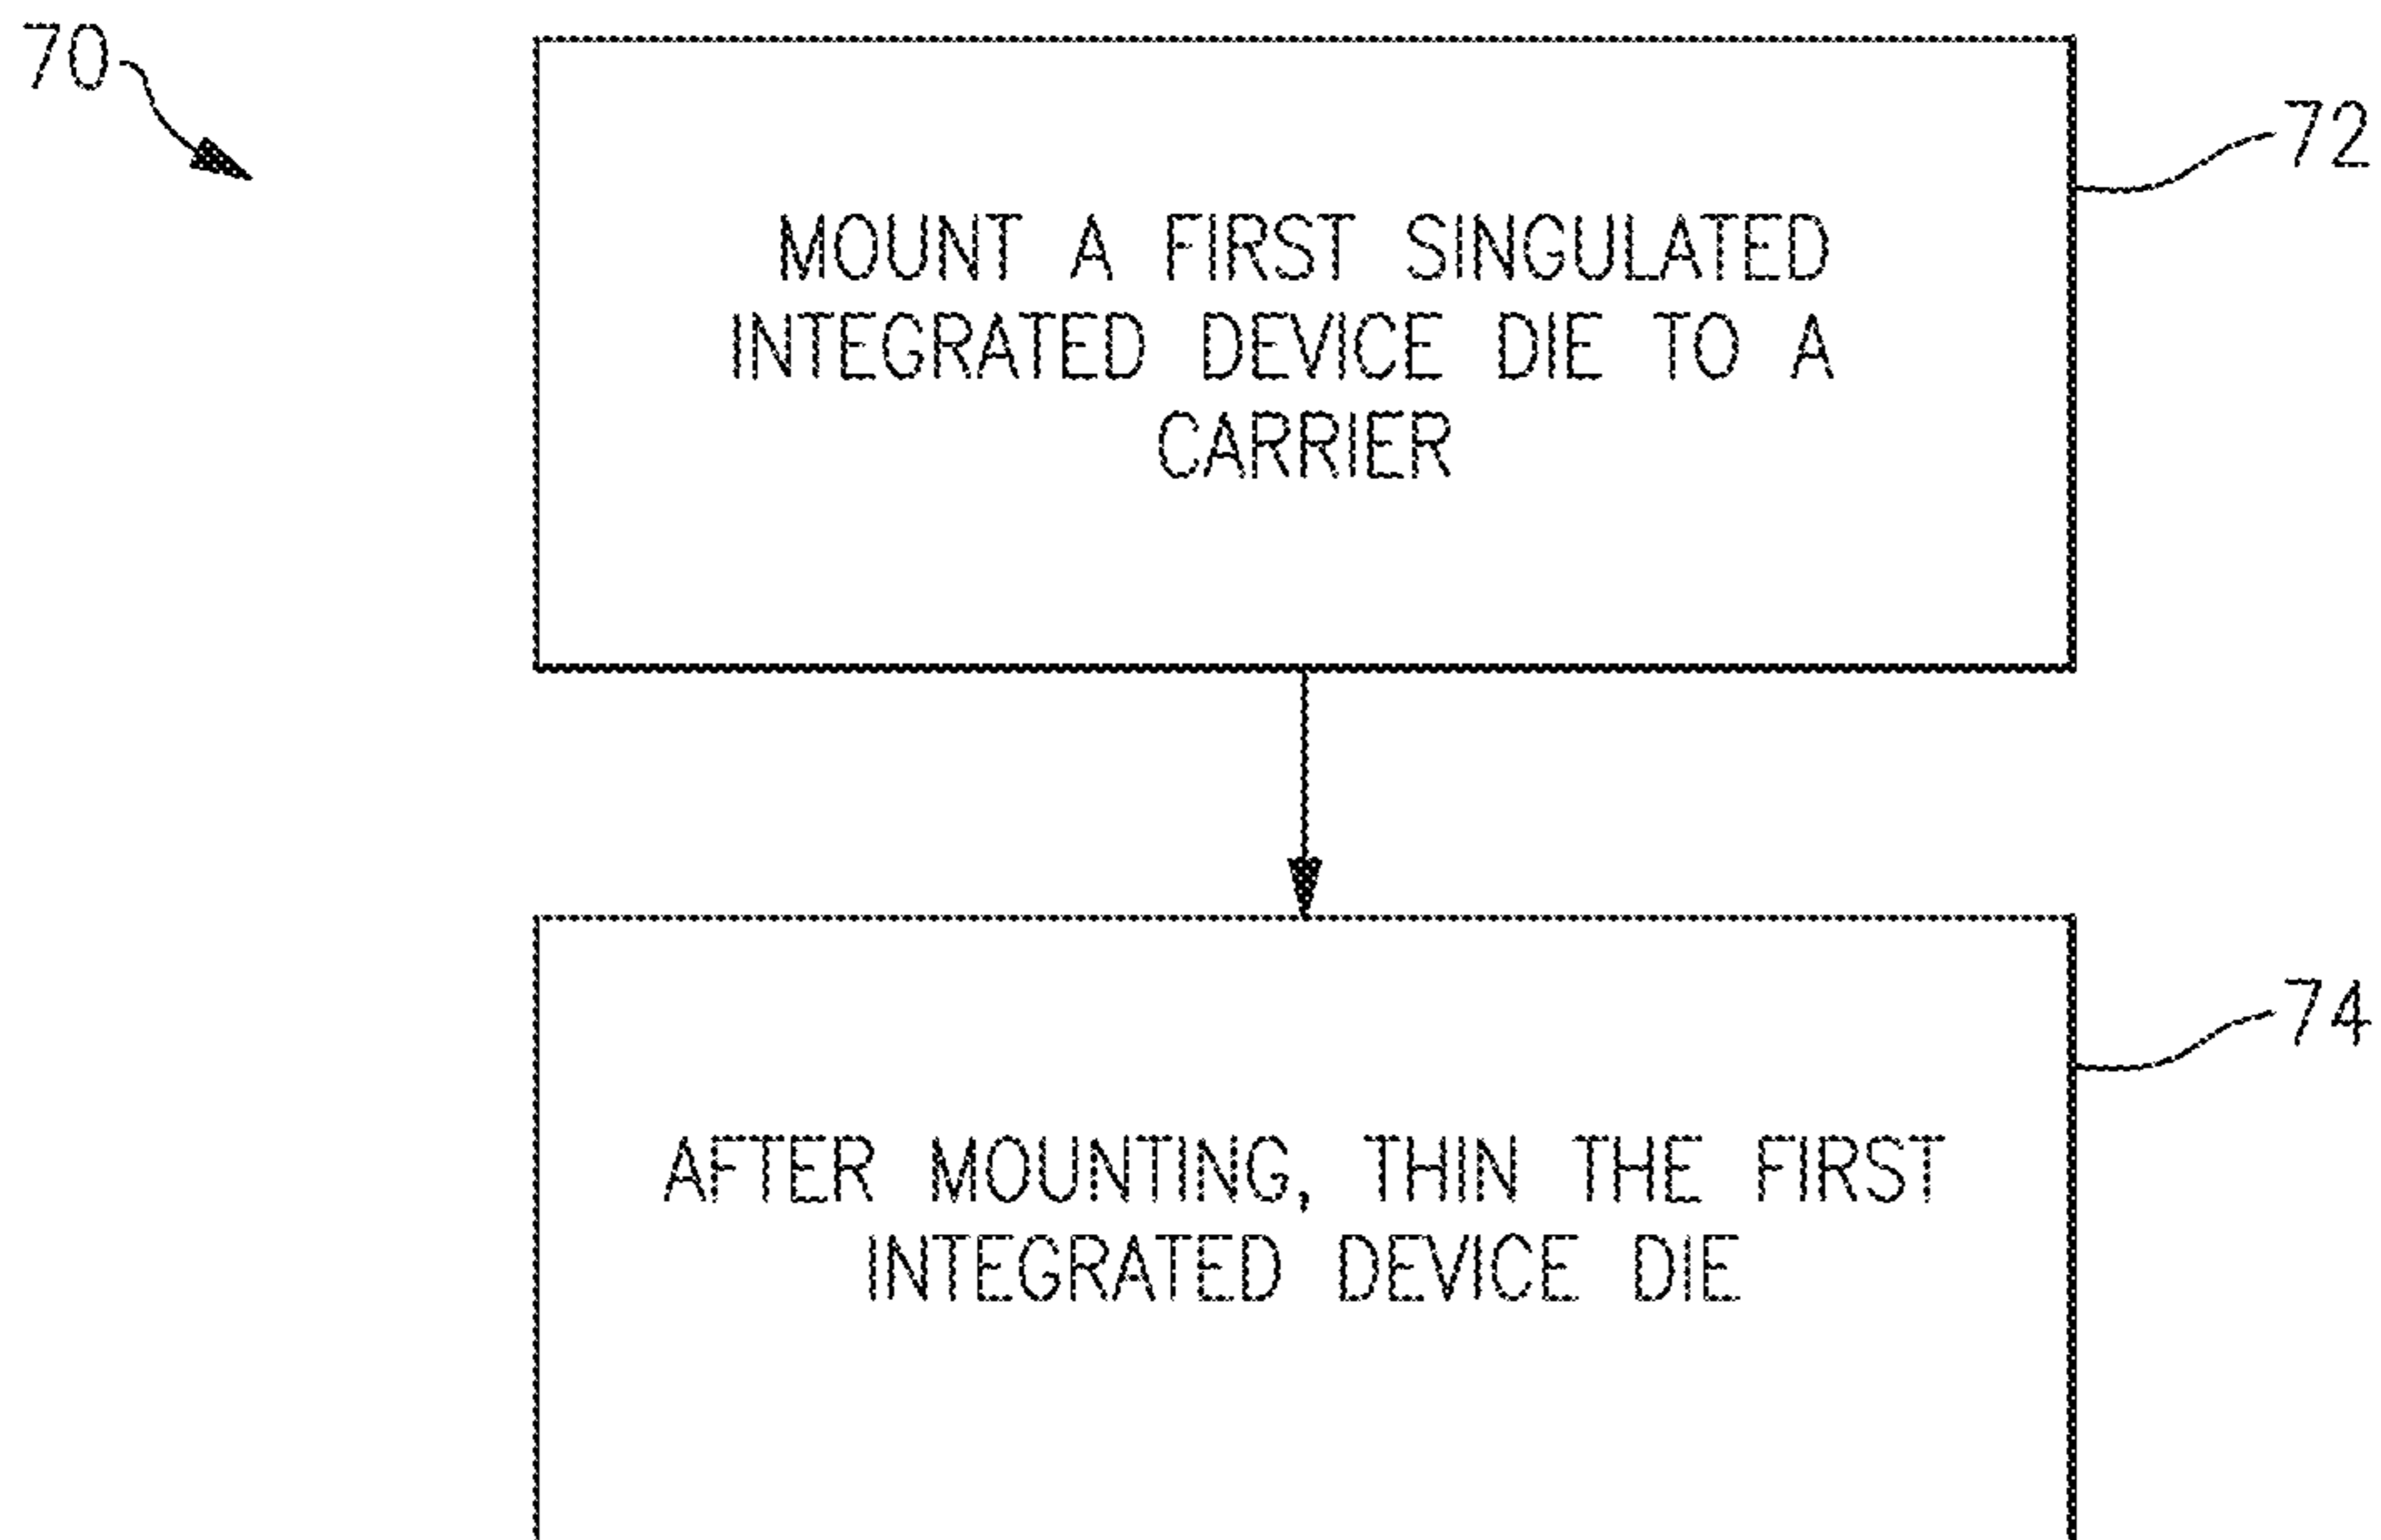 70
72
MOUNT A FIRST SINGULATED
INTEGRATED DEVICE DIE TO A
CARRIER
74
AFTER MOUNTING, THIN THE FIRST
INTEGRATED DEVICE DIE